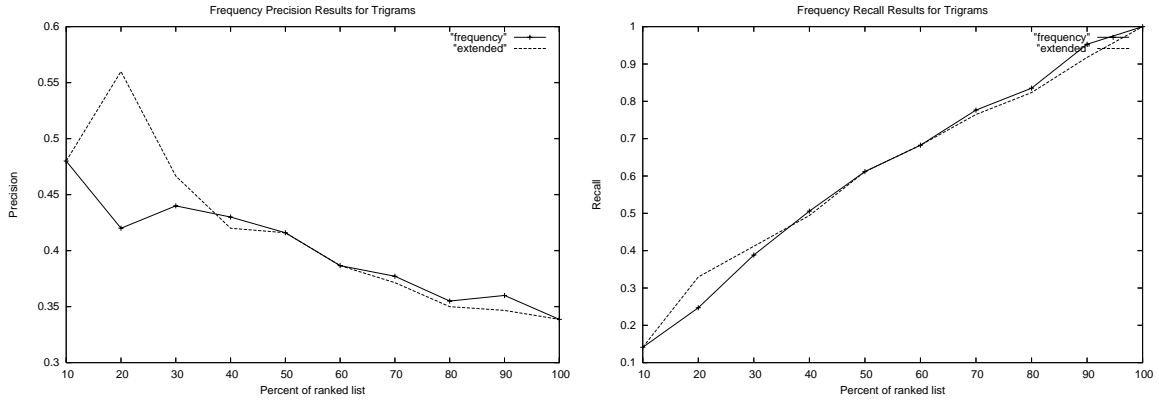 Frequency Precision Results for Trigrams
0.6
0.55
0.5
0.45
0.4
0.35
0.3
Precision
"frequency"
"extended"
10 20 30 40 50 60 70 80 90 100
Percent of ranked list
Frequency Recall Results for Trigrams
1
0.9
0.8
0.7
0.6
0.5
0.4
0.3
0.2
0.1
Recall
"frequency"
"extended"
10 20 30 40 50 60 70 80 90 100
Percent of ranked list